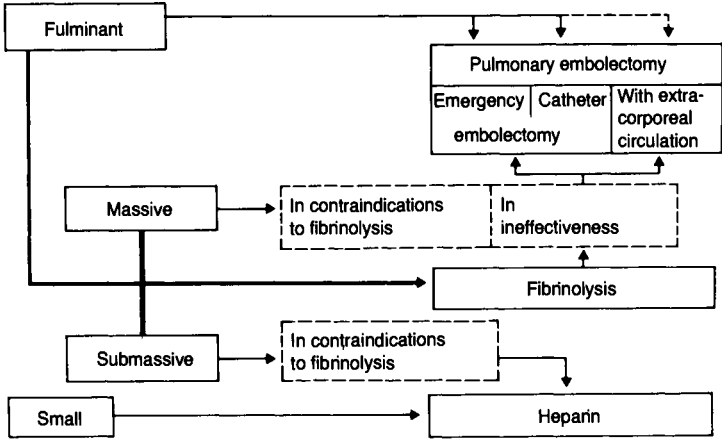 Fulminant
Pulmonary embolectomy
Emergency
Catheter
embolectomy
With extra-
corporeal
circulation
Massive
In contraindications
to fibrinolysis
In
ineffectiveness
Fibrinolysis
Submassive
In contraindications
to fibrinolysis
Small
Heparin